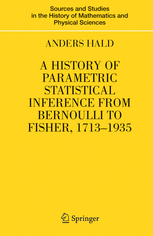 Sources and Studies
in the History of Mathematics and
Physical Sciences
ANDERS HALD
A HISTORY OF
PARAMETRIC
STATISTICAL
INFERENCE FROM
BERNOULLI TO
FISHER, 1713–1935
Springer